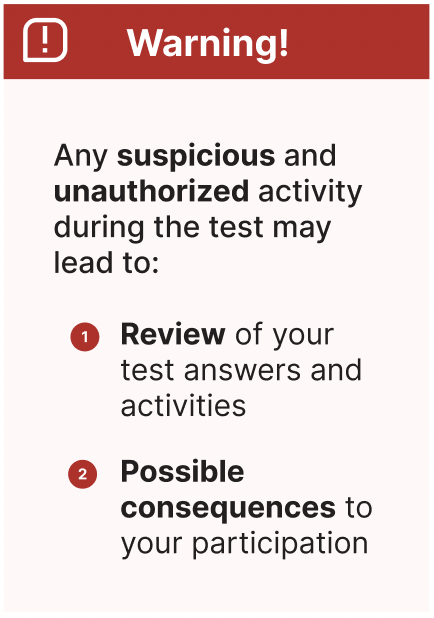 Warning!
Any suspicious and
unauthorized activity
during the test may
lead to:
1 Review of your
test answers and
activities
2 Possible
consequences to
your participation